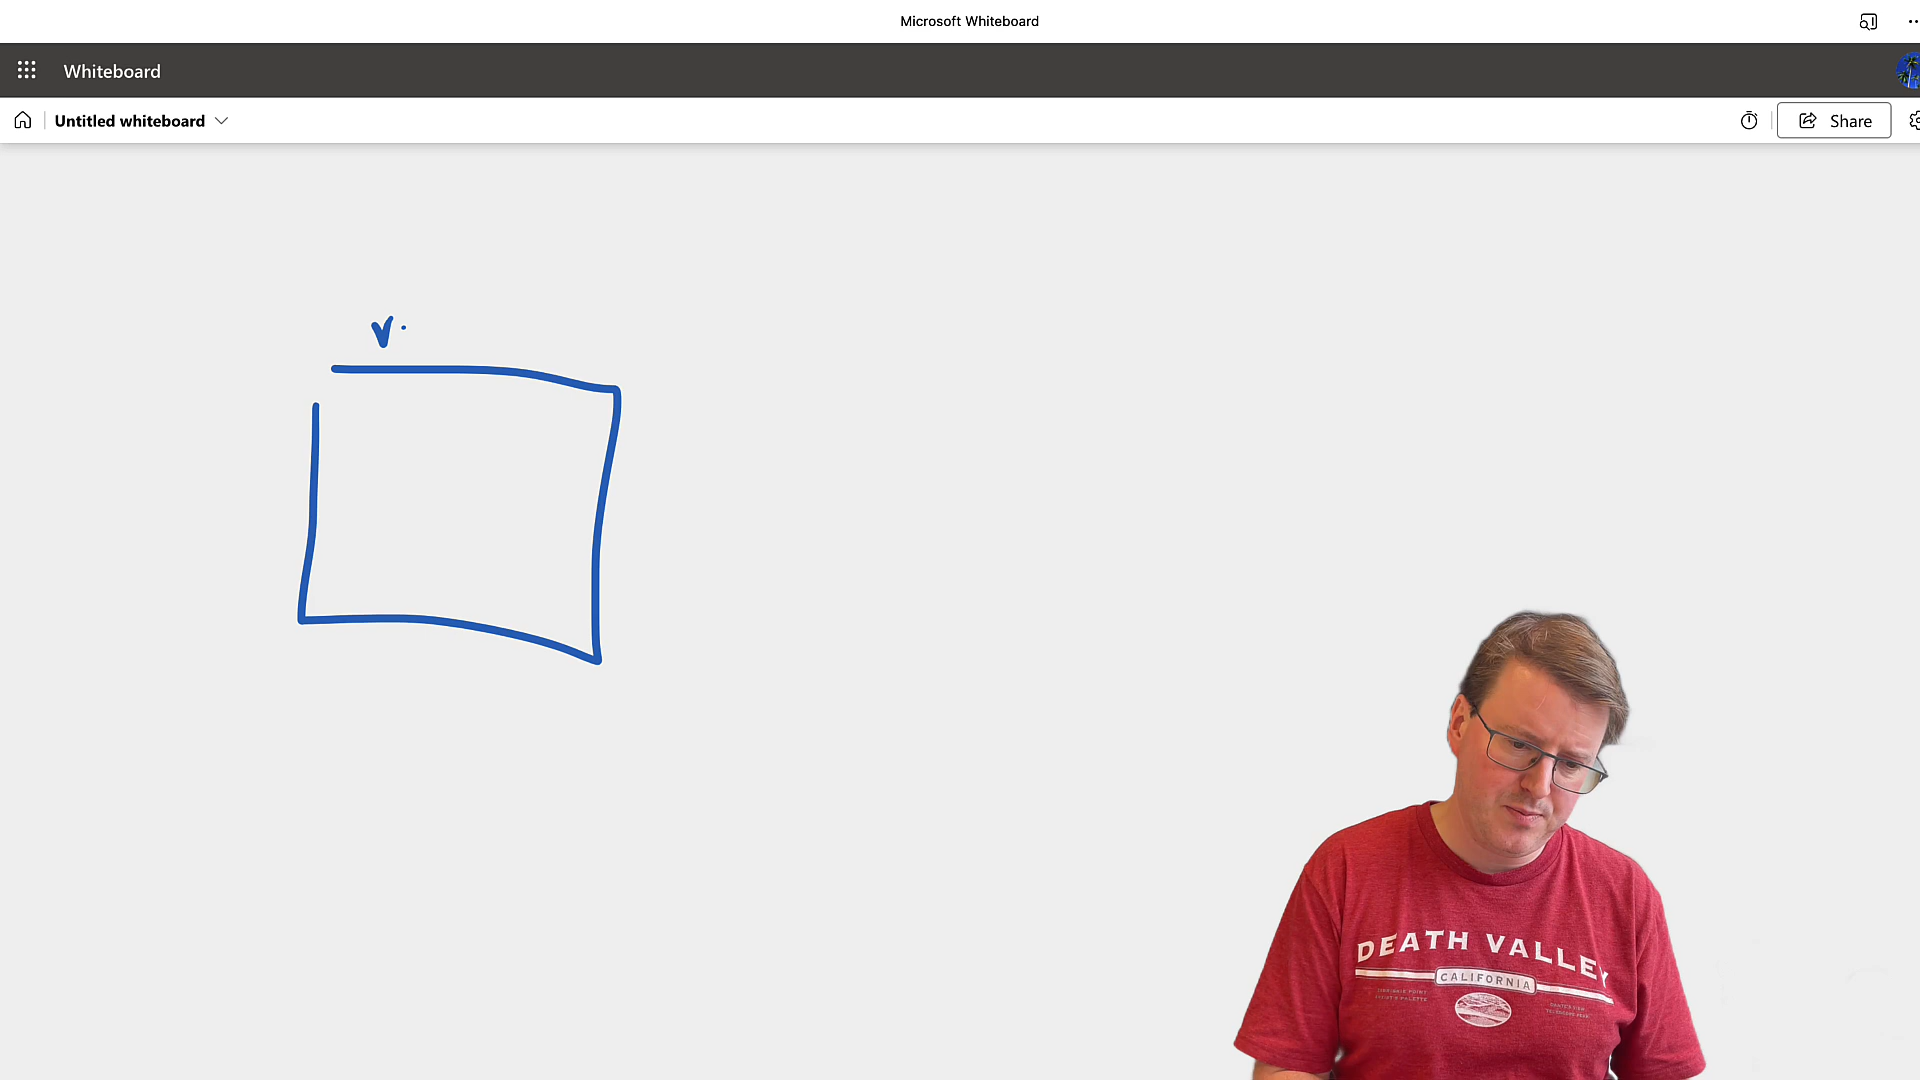 Microsoft Whiteboard
Whiteboard
Untitled whiteboard
Share
v
DEATH VALLEY
CALIFORNIA